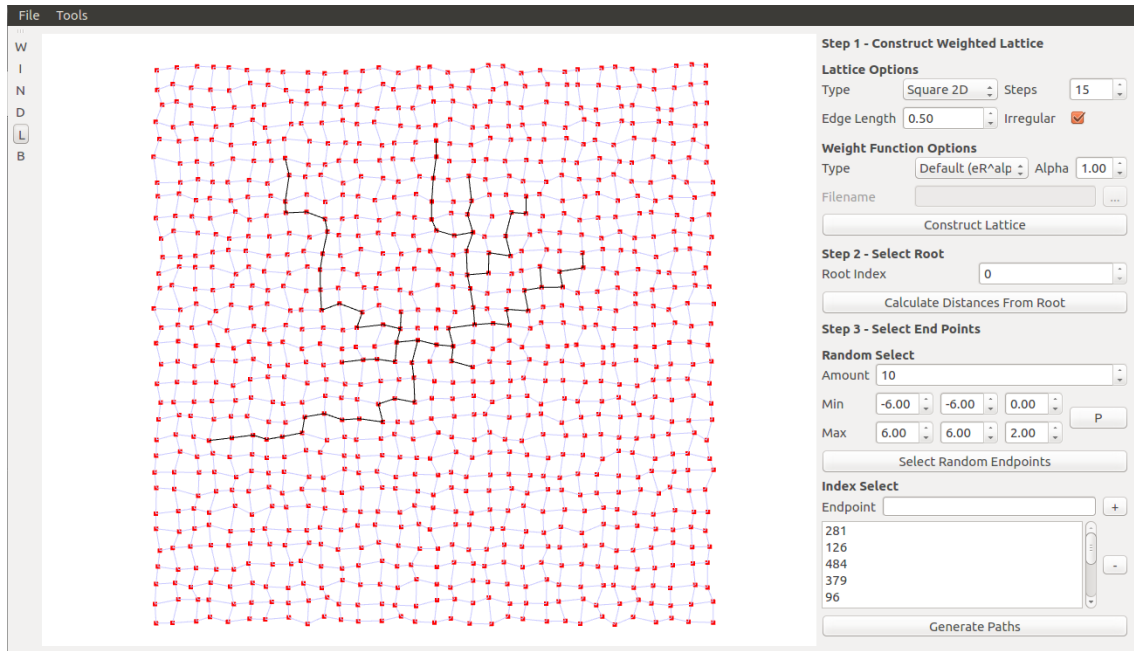 File Tools
W
I
N
D
L
B
Step 1 - Construct Weighted Lattice
Lattice Options
Type Square 2D Steps 15
Edge Length 0.50 Irregular
Weight Function Options
Type Default (eR^alp Alpha 1.00
Filename ...
Construct Lattice
Step 2 - Select Root
Root Index 0
Calculate Distances From Root
Step 3 - Select End Points
Random Select
Amount 10
Min -6.00 -6.00 0.00
P
Max 6.00 6.00 2.00
Select Random Endpoints
Index Select
Endpoint +
281
126
484
379
96
-
Generate Paths